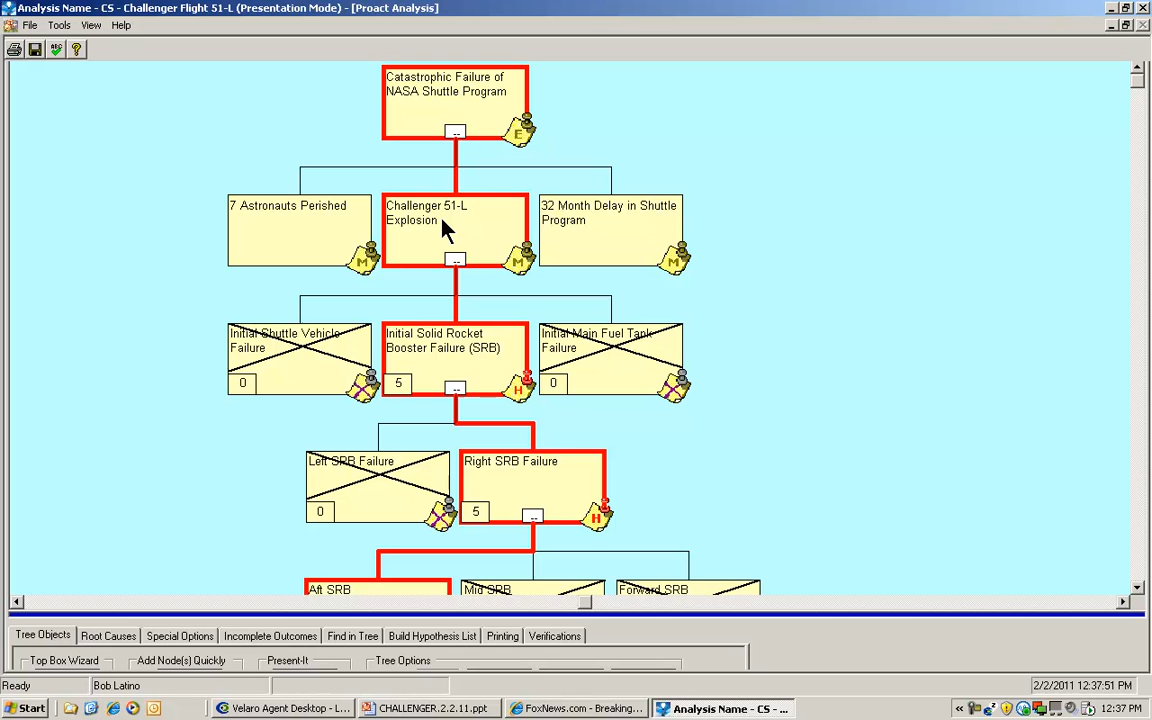 Analysis Name - CS - Challenger Flight 51-L (Presentation Mode) - [Proact Analysis]
File Tools View Help
Catastrophic Failure of
NASA Shuttle Program
E
7 Astronauts Perished
M
Challenger 51-L
Explosion
M
32 Month Delay in Shuttle
Program
M
Initial Shuttle Vehicle
Failure
0
Initial Solid Rocket
Booster Failure (SRB)
5
H
Initial Main Fuel Tank
Failure
0
Left SRB Failure
0
Right SRB Failure
5
H
Aft SRB
Mid SRB
Forward SRB
Tree Objects Root Causes Special Options Incomplete Outcomes Find in Tree Build Hypothesis List Printing Verifications
Top Box Wizard Add Node(s) Quickly Present-It Tree Options
Ready Bob Latino 2/2/2011 12:37:51 PM
Start Velaro Agent Desktop - L... CHALLENGER.2.2.11.ppt FoxNews.com - Breaking... Analysis Name - CS - ... 12:37 PM